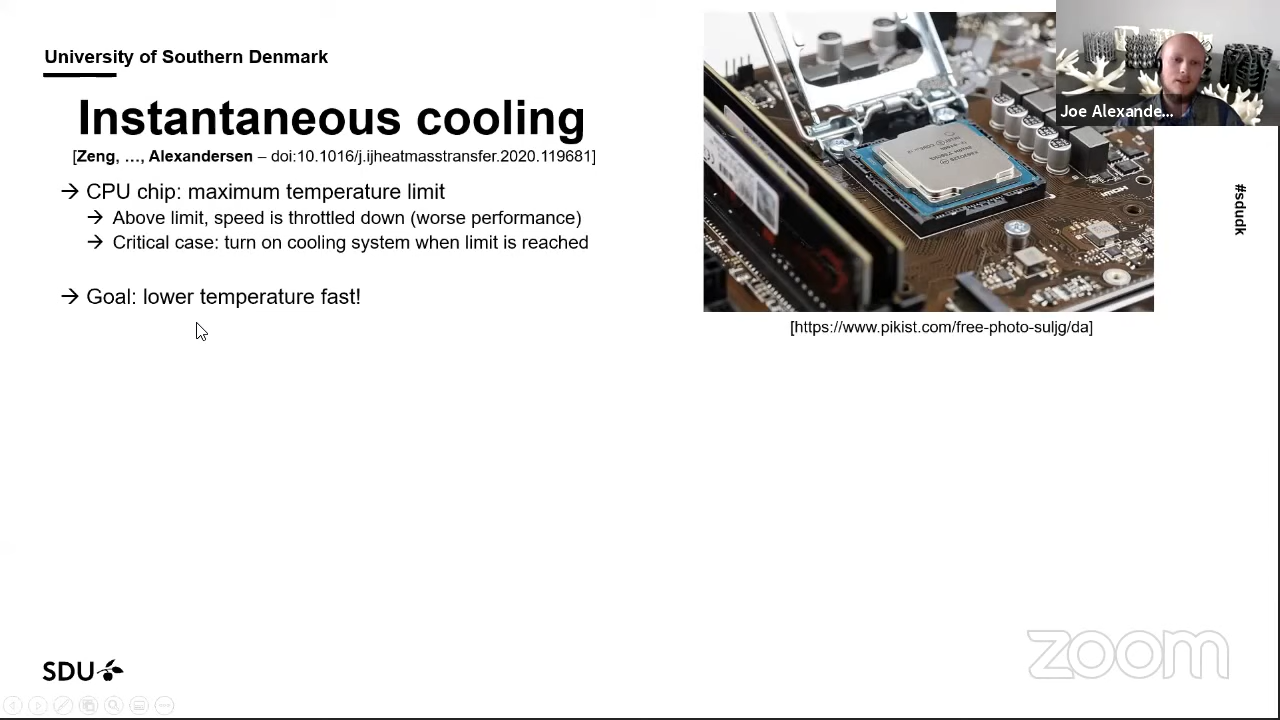 University of Southern Denmark
Instantaneous cooling
[Zeng, …, Alexandersen – doi:10.1016/j.ijheatmasstransfer.2020.119681]
→ CPU chip: maximum temperature limit
→ Above limit, speed is throttled down (worse performance)
→ Critical case: turn on cooling system when limit is reached
→ Goal: lower temperature fast!
[https://www.pikist.com/free-photo-suljg/da]
Joe Alexande...
#sdudk
SDU
zoom